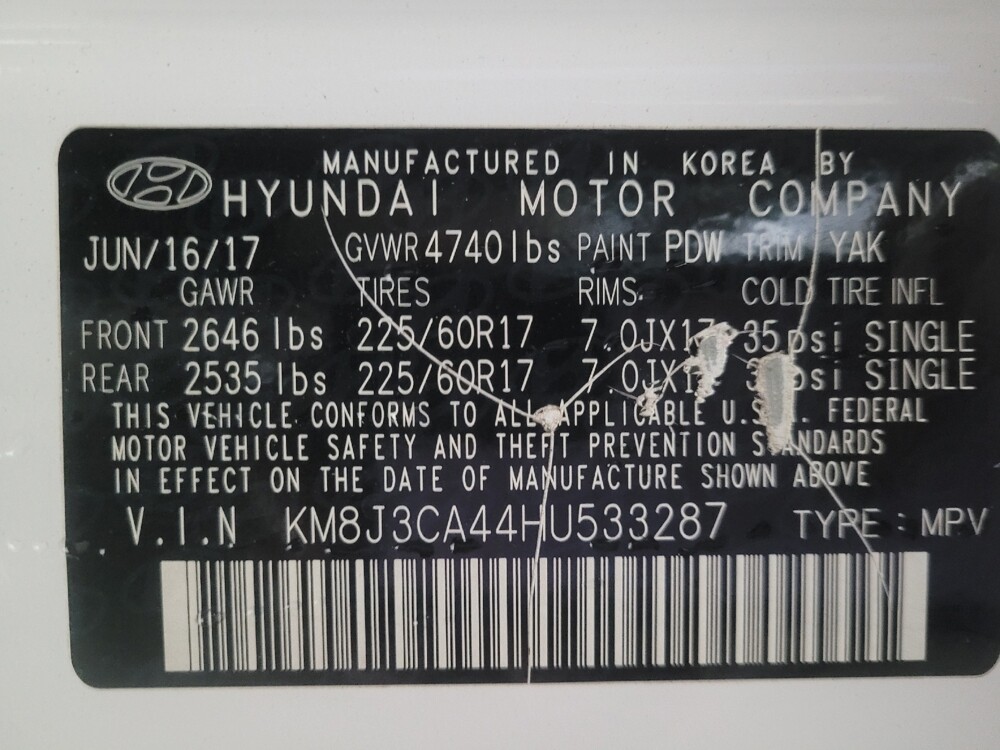 MANUFACTURED IN KOREA BY
HYUNDAI MOTOR COMPANY
JUN/16/17 GVWR 4740 lbs PAINT PDW TRIM YAK
GAWR TIRES RIMS COLD TIRE INFL
FRONT 2646 lbs 225/60R17 7.0JX17 35 psi SINGLE
REAR 2535 lbs 225/60R17 psi SINGLE
THIS VEHICLE CONFORMS TO ALL APPLICABLE FEDERAL
MOTOR VEHICLE SAFETY AND THEFT PREVENTION STANDARDS
IN EFFECT ON THE DATE OF MANUFACTURE SHOWN ABOVE
V.I.N KM8J3CA44HU533287 TYPE : MPV